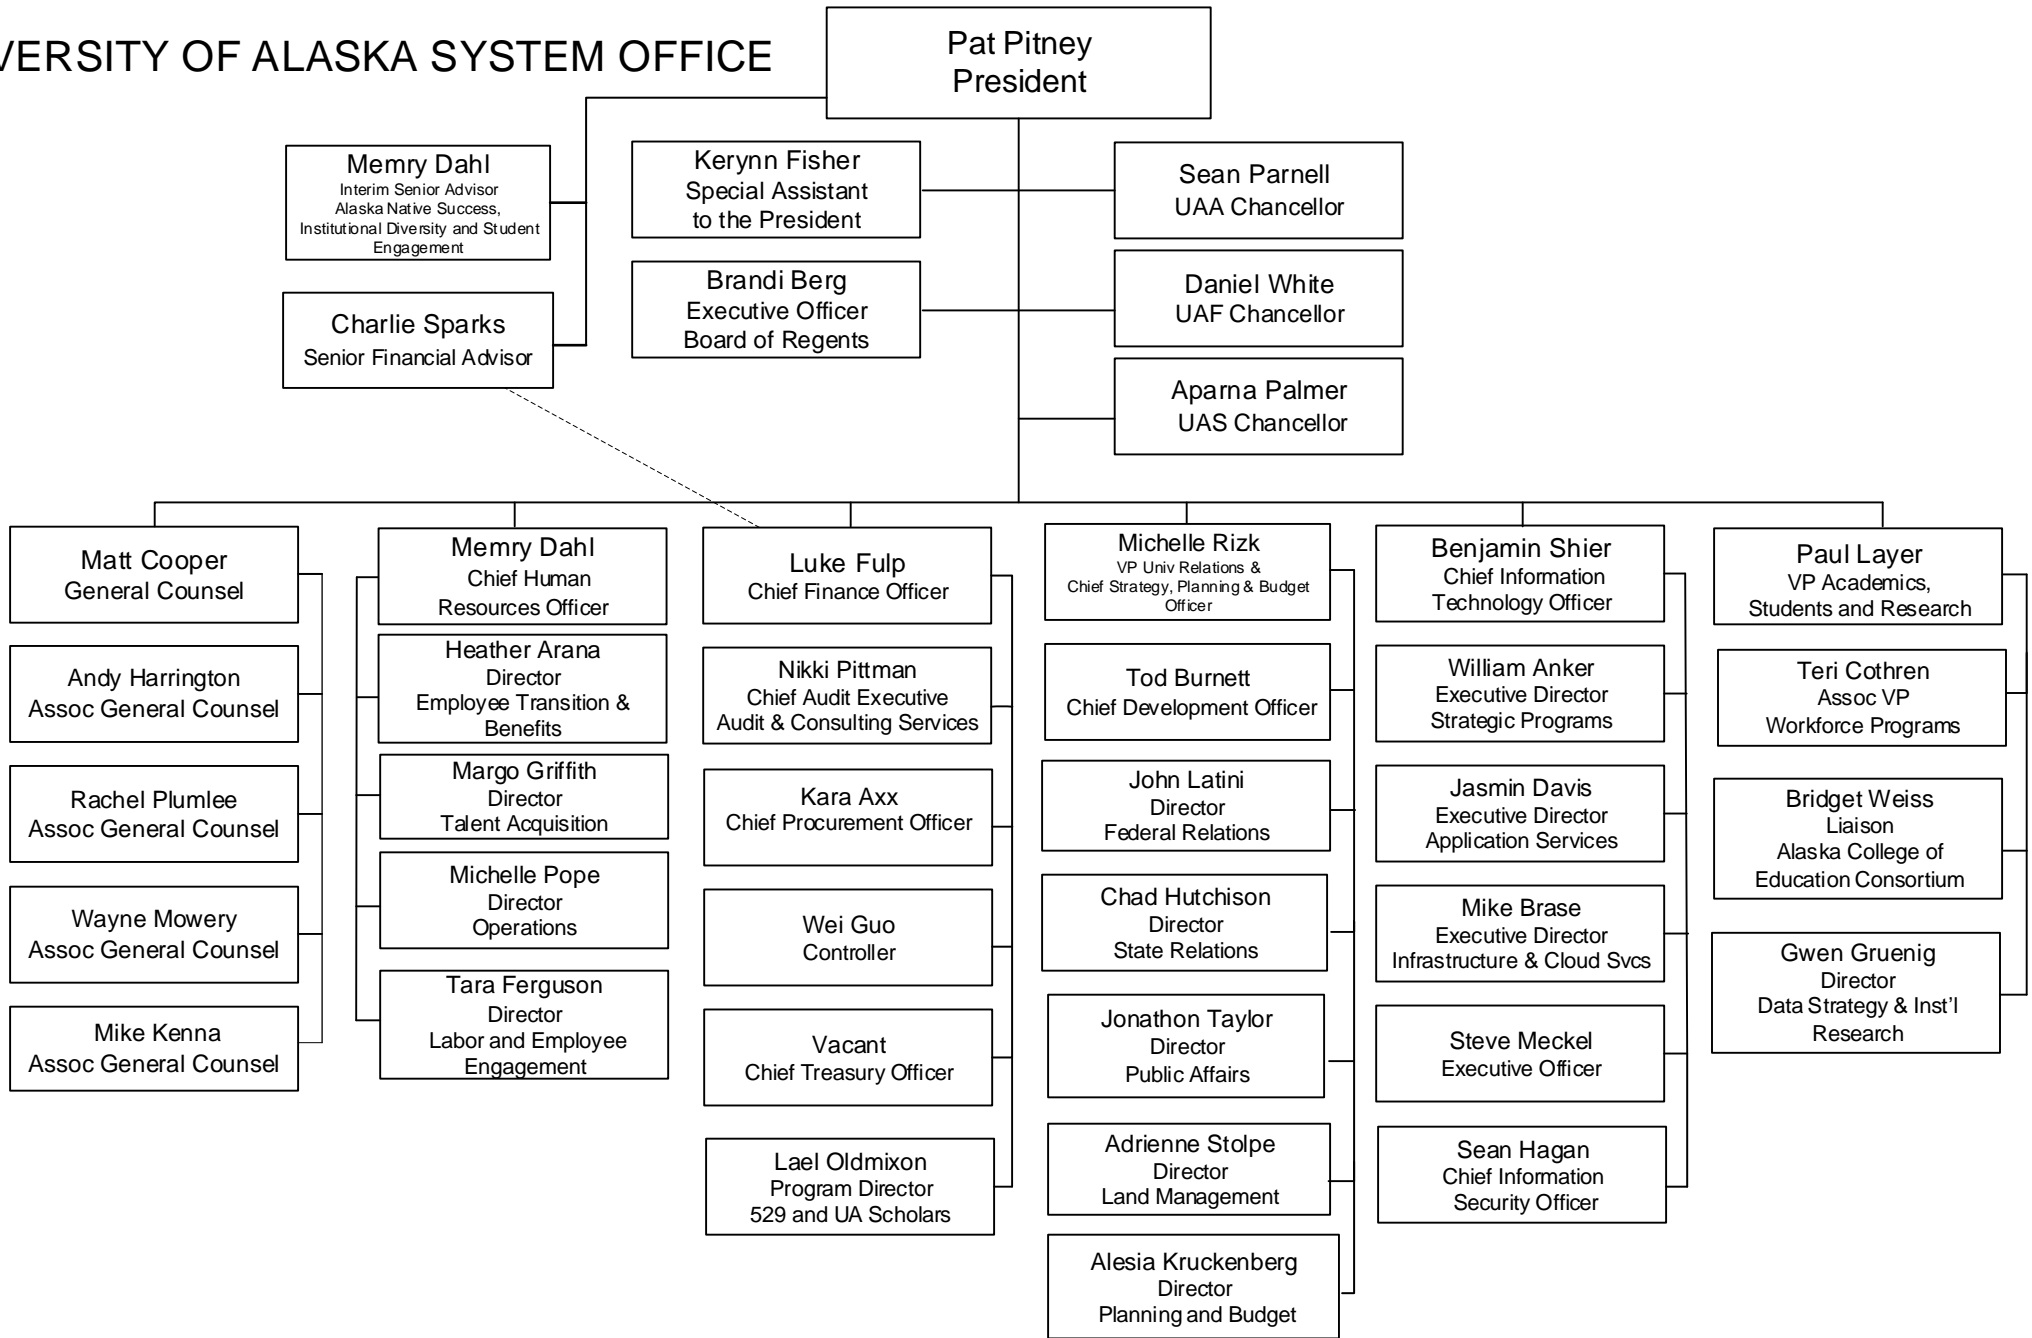 VERSITY OF ALASKA SYSTEM OFFICE
Pat Pitney
President
Memry Dahl
Interim Senior Advisor
Alaska Native Success,
Institutional Diversity and Student
Engagement
Charlie Sparks
Senior Financial Advisor
Kerynn Fisher
Special Assistant
to the President
Brandi Berg
Executive Officer
Board of Regents
Sean Parnell
UAA Chancellor
Daniel White
UAF Chancellor
Aparna Palmer
UAS Chancellor
Matt Cooper
General Counsel
Andy Harrington
Assoc General Counsel
Rachel Plumlee
Assoc General Counsel
Wayne Mowery
Assoc General Counsel
Mike Kenna
Assoc General Counsel
Memry Dahl
Chief Human
Resources Officer
Heather Arana
Director
Employee Transition &
Benefits
Margo Griffith
Director
Talent Acquisition
Michelle Pope
Director
Operations
Tara Ferguson
Director
Labor and Employee
Engagement
Luke Fulp
Chief Finance Officer
Nikki Pittman
Chief Audit Executive
Audit & Consulting Services
Kara Axx
Chief Procurement Officer
Wei Guo
Controller
Vacant
Chief Treasury Officer
Lael Oldmixon
Program Director
529 and UA Scholars
Michelle Rizk
VP Univ Relations &
Chief Strategy, Planning & Budget
Officer
Tod Burnett
Chief Development Officer
John Latini
Director
Federal Relations
Chad Hutchison
Director
State Relations
Jonathon Taylor
Director
Public Affairs
Adrienne Stolpe
Director
Land Management
Alesia Kruckenberg
Director
Planning and Budget
Benjamin Shier
Chief Information
Technology Officer
William Anker
Executive Director
Strategic Programs
Jasmin Davis
Executive Director
Application Services
Mike Brase
Executive Director
Infrastructure & Cloud Svcs
Steve Meckel
Executive Officer
Sean Hagan
Chief Information
Security Officer
Paul Layer
VP Academics,
Students and Research
Teri Cothren
Assoc VP
Workforce Programs
Bridget Weiss
Liaison
Alaska College of
Education Consortium
Gwen Gruenig
Director
Data Strategy & Inst'l
Research